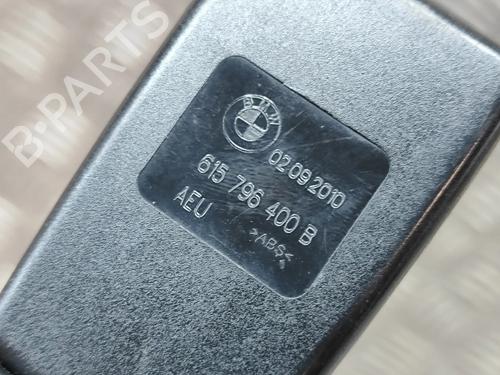 B-PARTS
BMW
02.09.2010
615 796 400 B
AEU >ABS<